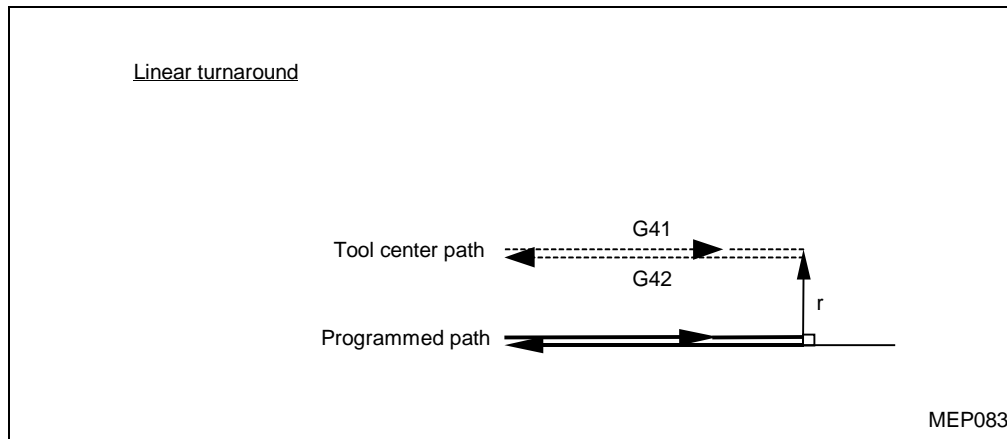 Linear turnaround
G41
Tool center path
G42
r
Programmed path
MEP083